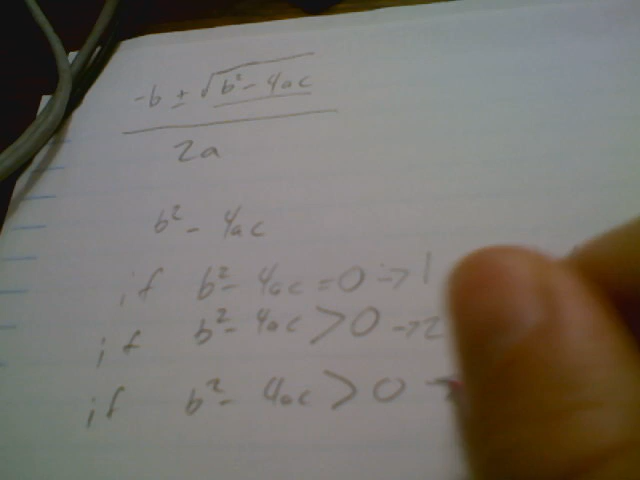 -b ± √b² - 4ac
2a
b² - 4ac
if b² - 4ac = 0 → 1
if b² - 4ac > 0 → 2
if b² - 4ac > 0 →